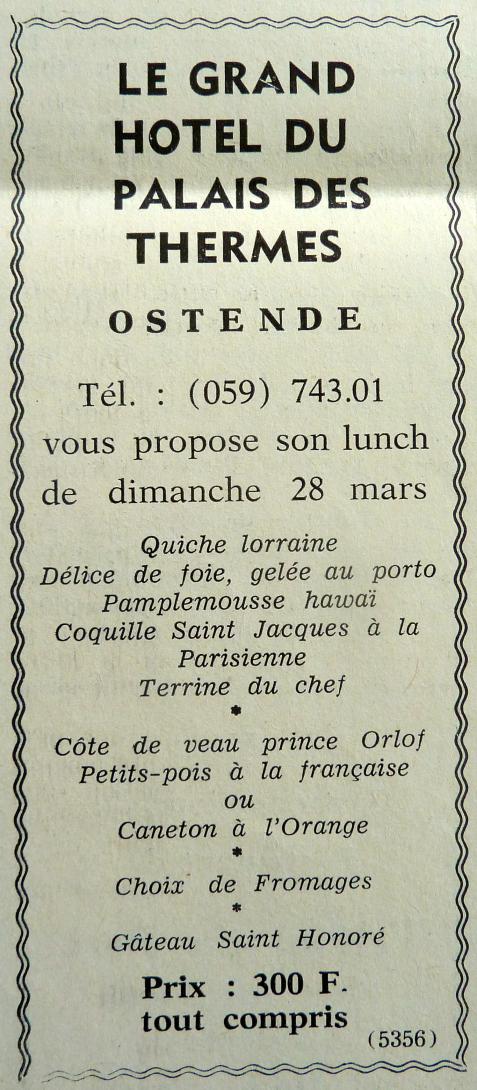 LE GRAND
HOTEL DU
PALAIS DES
THERMES
OSTENDE
Tél. : (059) 743.01
vous propose son lunch
de dimanche 28 mars
Quiche lorraine
Délice de foie, gelée au porto
Pamplemousse hawaï
Coquille Saint Jacques à la
Parisienne
Terrine du chef
*
Côte de veau prince Orlof
Petits-pois à la française
ou
Caneton à l'Orange
*
Choix de Fromages
*
Gâteau Saint Honoré
Prix : 300 F.
tout compris
(5356)